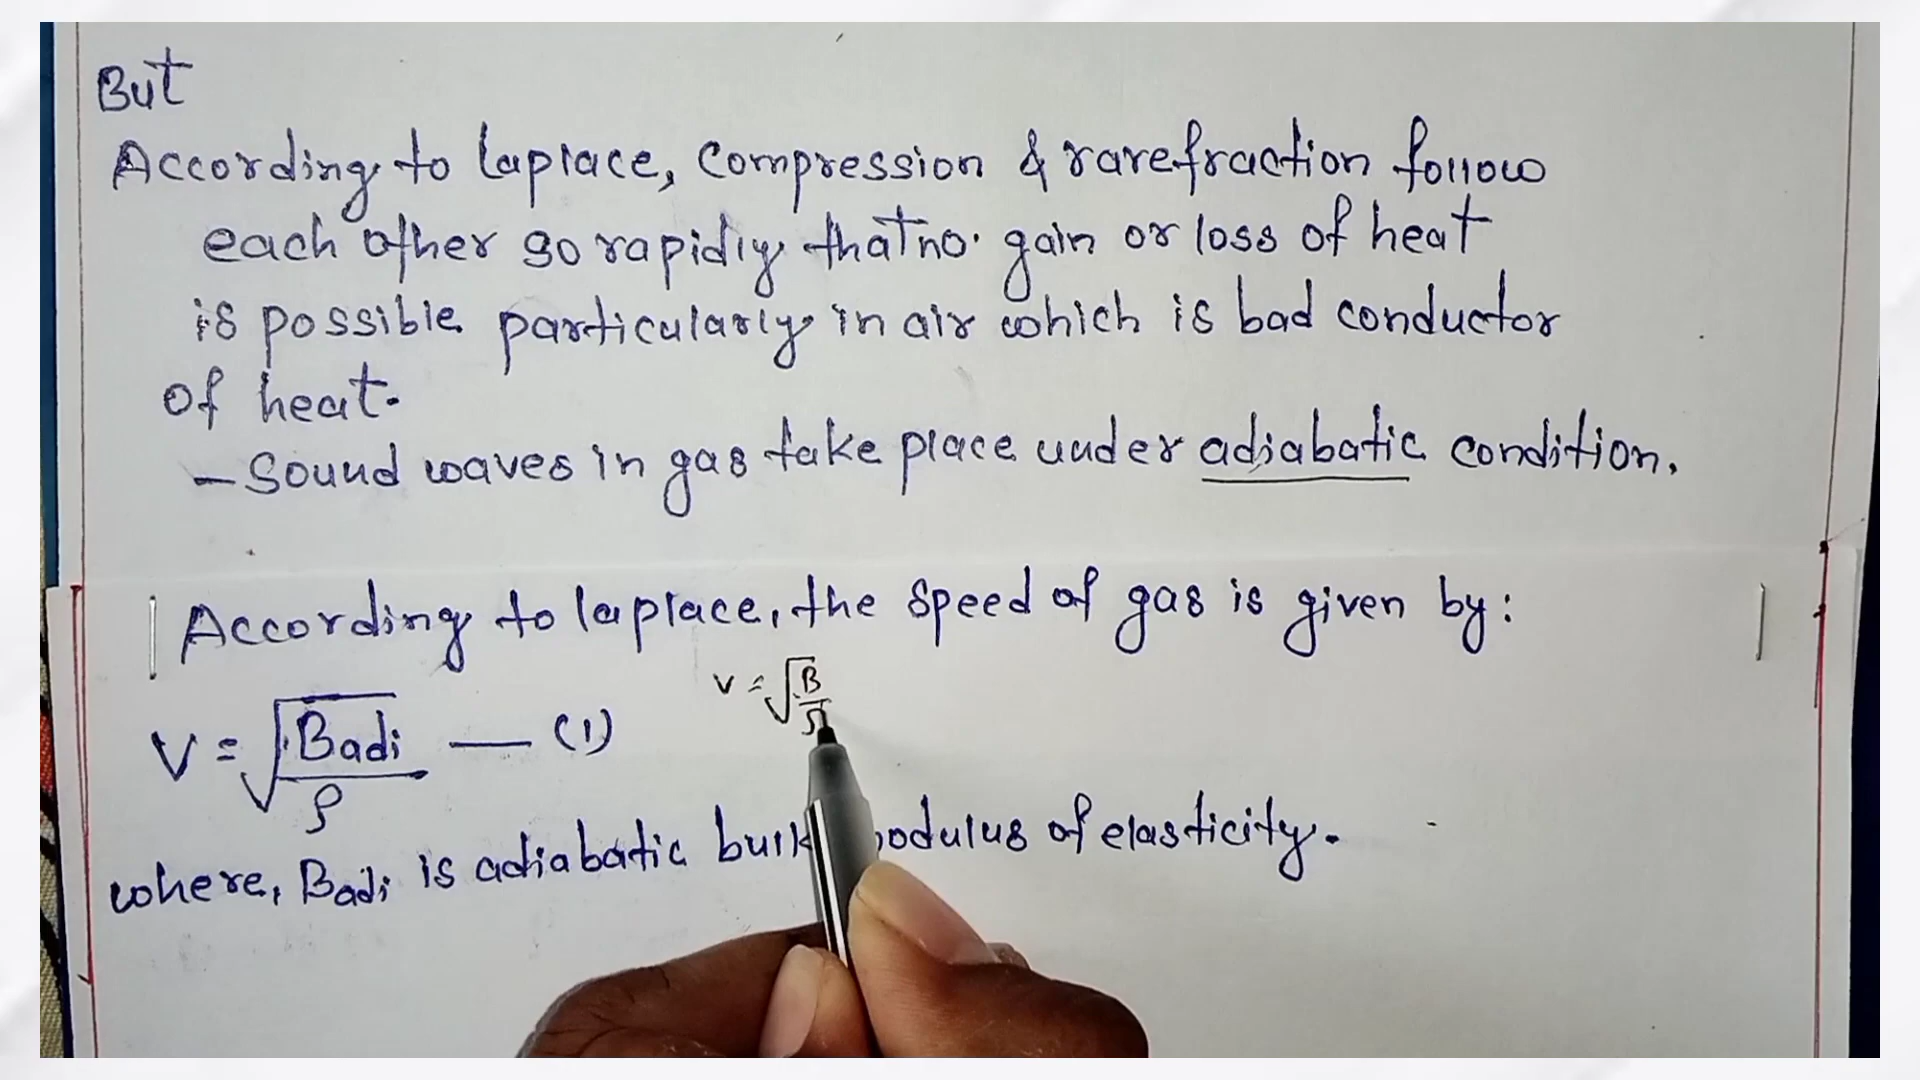 But
According to laplace, compression & rarefraction follow
each other so rapidly that no gain or loss of heat
is possible particularly in air which is bad conductor
of heat.
- Sound waves in gas take place under adiabatic condition.
According to laplace, the speed of gas is given by:
V = √Badi/ρ — (1)
V = √B/ρ
where, Badi is adiabatic bulk modulus of elasticity.